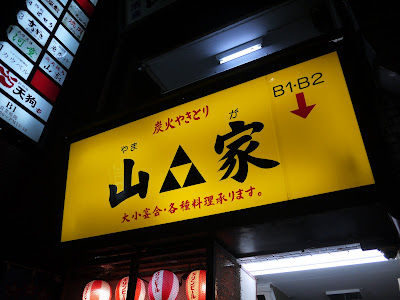 天狗
B1
炭火やきとり
B1·B2
やま が
山 家
大小宴会·各種料理承ります。